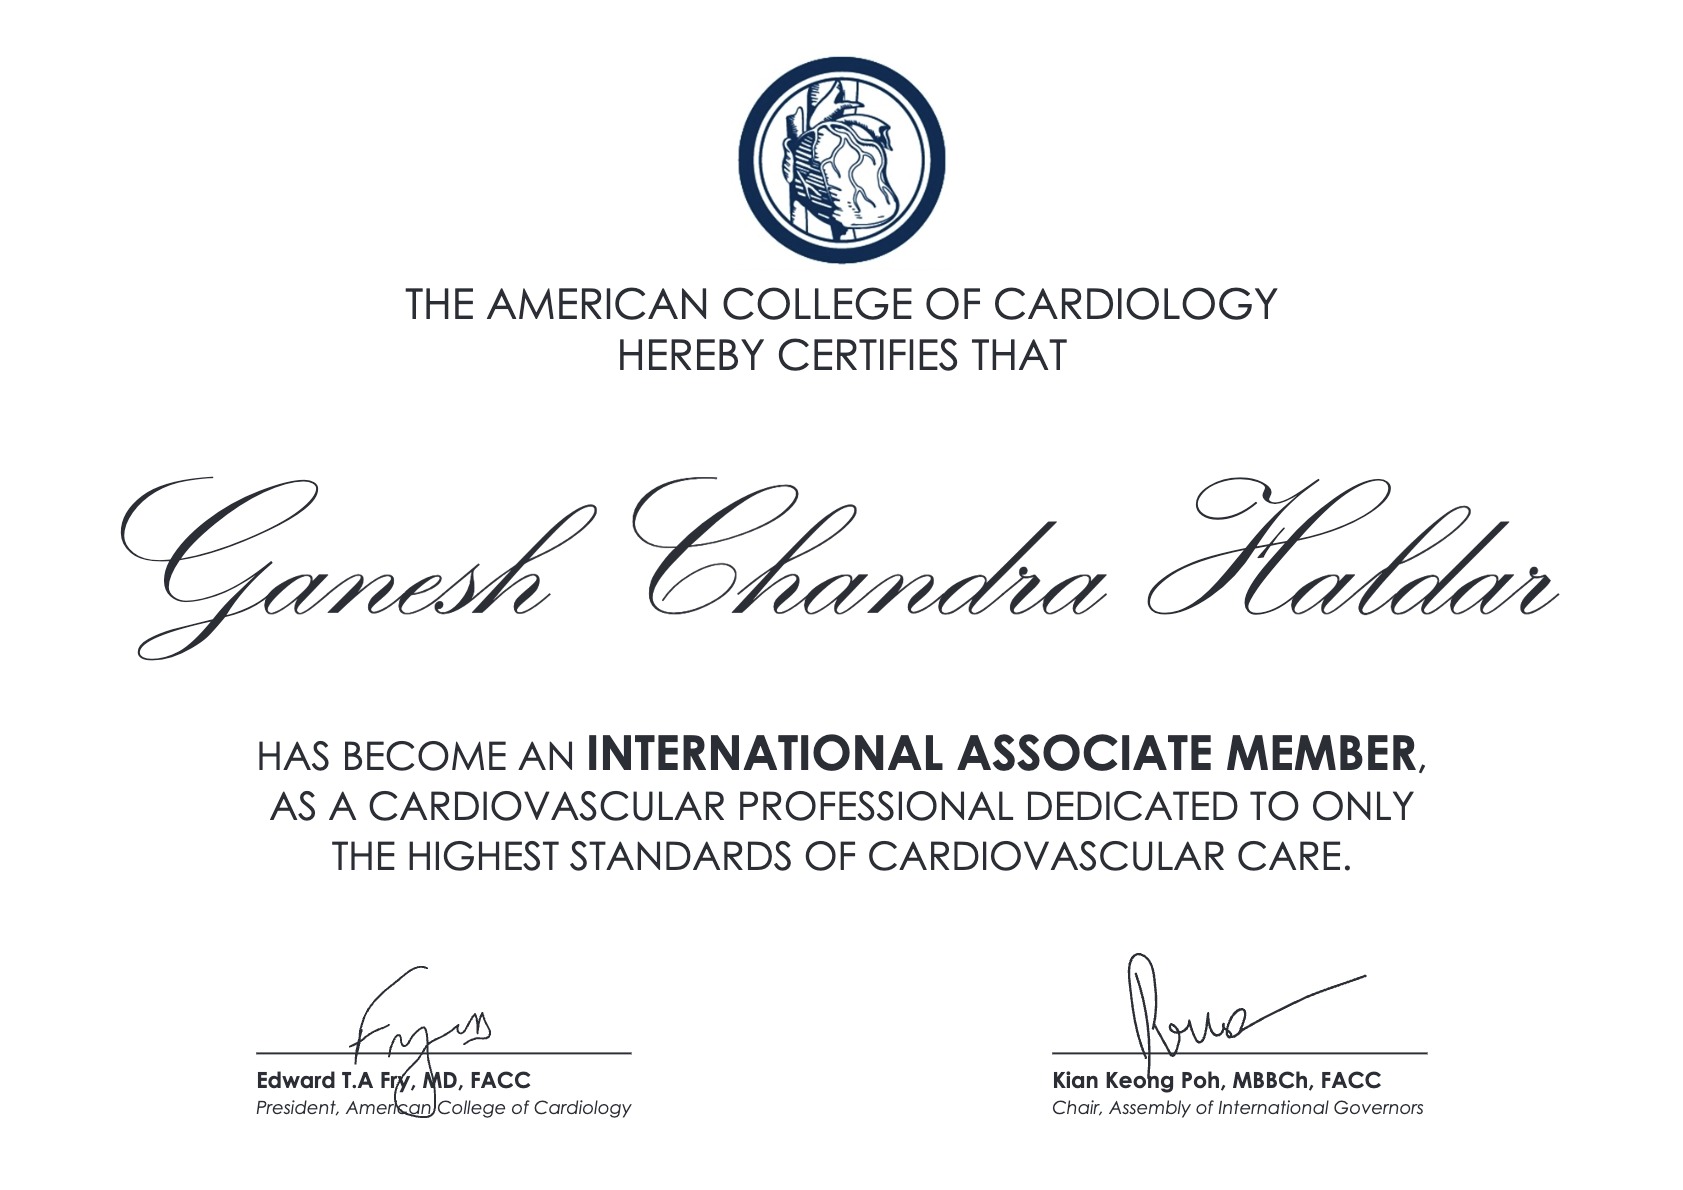 THE AMERICAN COLLEGE OF CARDIOLOGY
HEREBY CERTIFIES THAT
Ganesh Chandra Haldar
HAS BECOME AN INTERNATIONAL ASSOCIATE MEMBER,
AS A CARDIOVASCULAR PROFESSIONAL DEDICATED TO ONLY
THE HIGHEST STANDARDS OF CARDIOVASCULAR CARE.
Edward T.A Fry, MD, FACC
President, American College of Cardiology
Kian Keong Poh, MBBCh, FACC
Chair, Assembly of International Governors